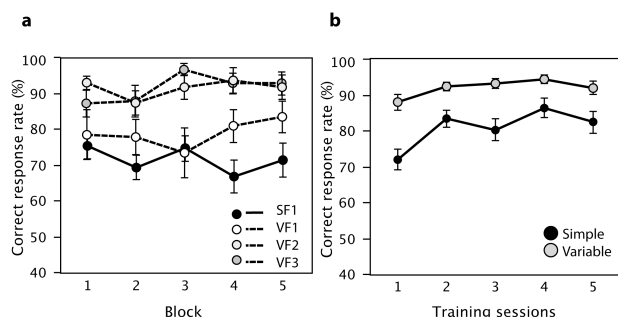 a
Correct response rate (%)
100
90
80
70
60
50
40
1 2 3 4 5
Block
SF1
VF1
VF2
VF3
b
Correct response rate (%)
100
90
80
70
60
50
40
1 2 3 4 5
Training sessions
Simple
Variable